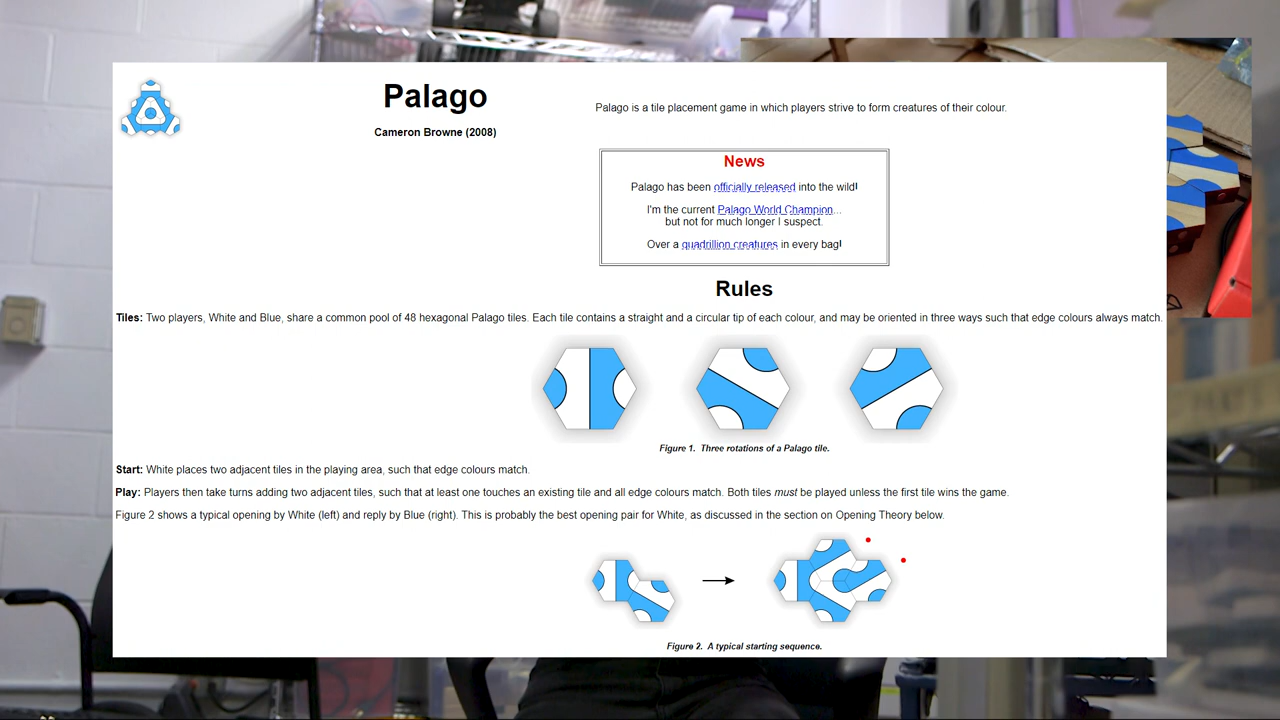 Palago
Cameron Browne (2008)
Palago is a tile placement game in which players strive to form creatures of their colour.
News
Palago has been officially released into the wild!
I'm the current Palago World Champion...
but not for much longer I suspect.
Over a quadrillion creatures in every bag!
Rules
Tiles: Two players, White and Blue, share a common pool of 48 hexagonal Palago tiles. Each tile contains a straight and a circular tip of each colour, and may be oriented in three ways such that edge colours always match.
Figure 1. Three rotations of a Palago tile.
Start: White places two adjacent tiles in the playing area, such that edge colours match.
Play: Players then take turns adding two adjacent tiles, such that at least one touches an existing tile and all edge colours match. Both tiles must be played unless the first tile wins the game.
Figure 2 shows a typical opening by White (left) and reply by Blue (right). This is probably the best opening pair for White, as discussed in the section on Opening Theory below.
Figure 2. A typical starting sequence.